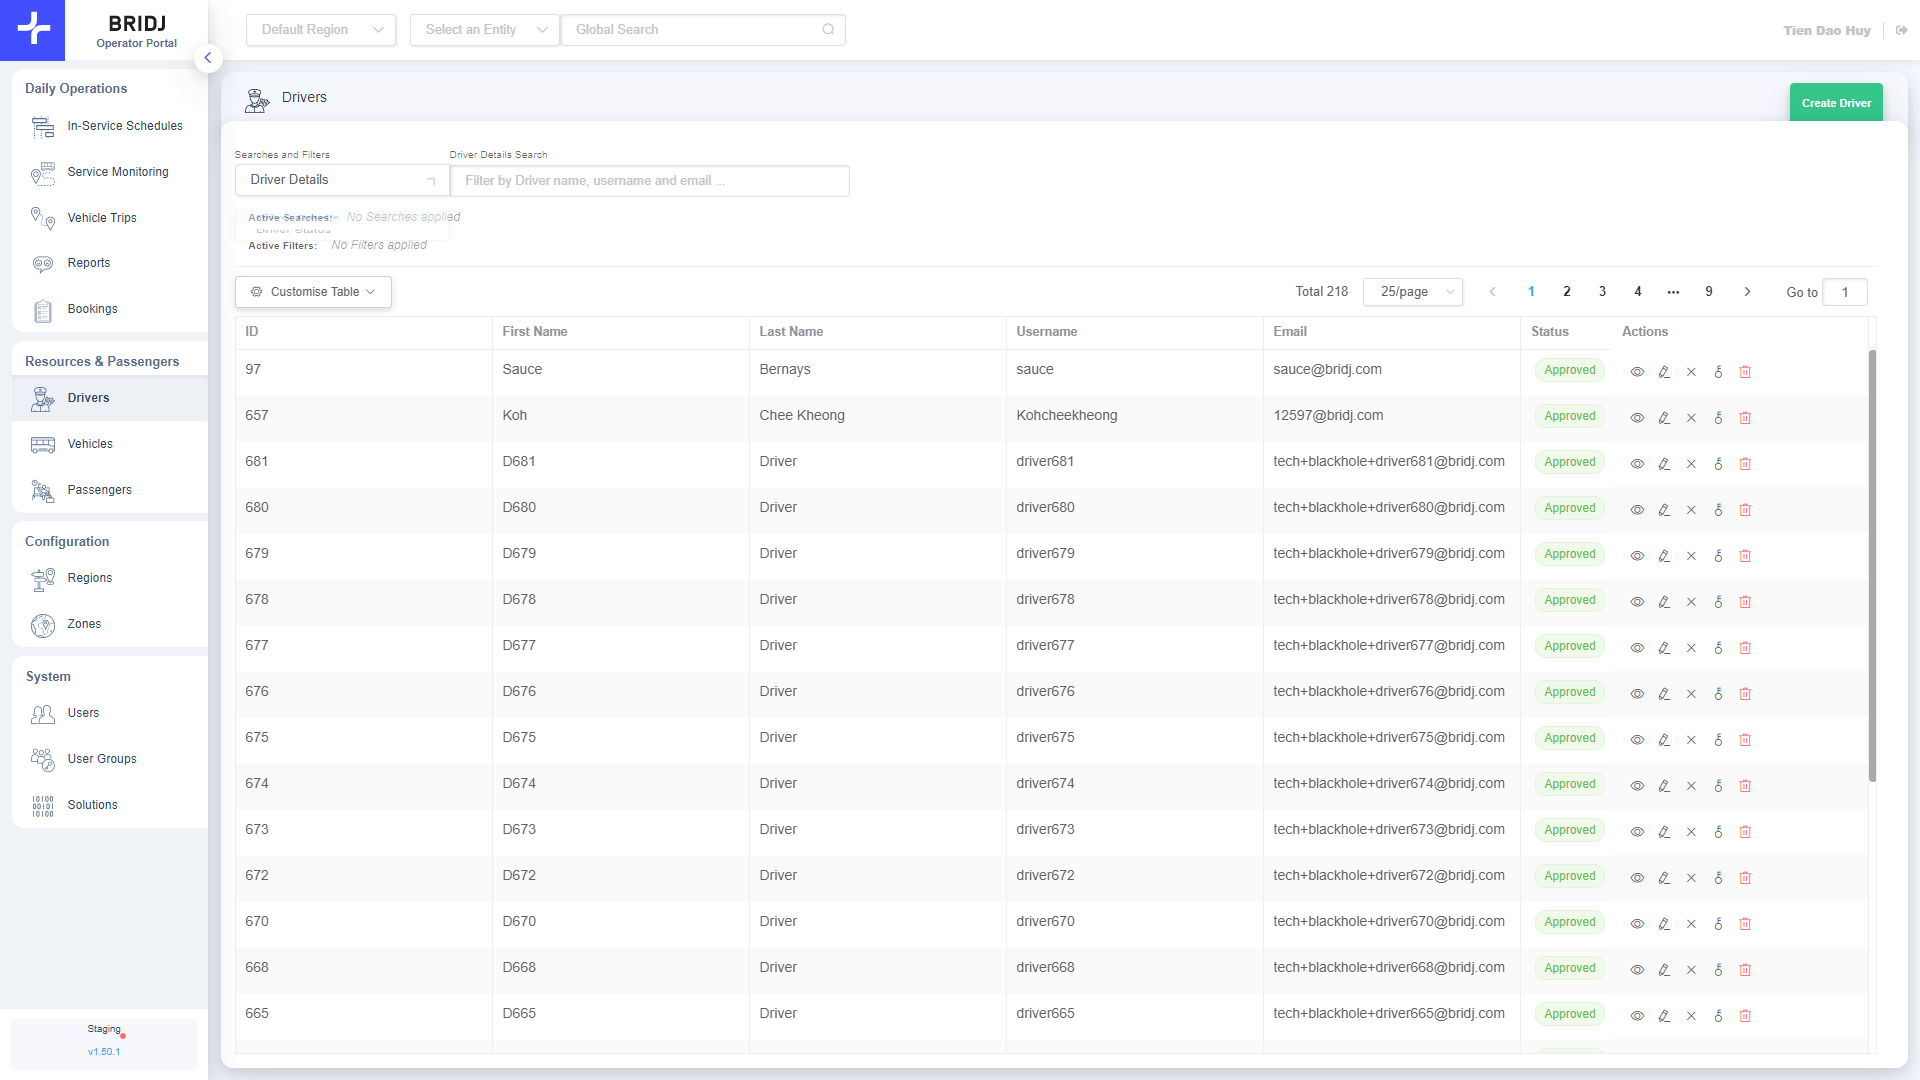 BRIDJ
Operator Portal
Default Region
Select an Entity
Global Search
Tien Dao Huy
Daily Operations
In-Service Schedules
Service Monitoring
Vehicle Trips
Reports
Bookings
Resources & Passengers
Drivers
Vehicles
Passengers
Configuration
Regions
Zones
System
Users
User Groups
Solutions
Staging
v1.50.1
Drivers
Create Driver
Searches and Filters
Driver Details Search
Driver Details
Filter by Driver name, username and email ...
Active Searches: No Searches applied
Driver Status
Active Filters: No Filters applied
Customise Table
Total 218 25/page 1 2 3 4 ••• 9 Go to 1
ID First Name Last Name Username Email Status Actions
97 Sauce Bernays sauce sauce@bridj.com Approved
657 Koh Chee Kheong Kohcheekheong 12597@bridj.com Approved
681 D681 Driver driver681 tech+blackhole+driver681@bridj.com Approved
680 D680 Driver driver680 tech+blackhole+driver680@bridj.com Approved
679 D679 Driver driver679 tech+blackhole+driver679@bridj.com Approved
678 D678 Driver driver678 tech+blackhole+driver678@bridj.com Approved
677 D677 Driver driver677 tech+blackhole+driver677@bridj.com Approved
676 D676 Driver driver676 tech+blackhole+driver676@bridj.com Approved
675 D675 Driver driver675 tech+blackhole+driver675@bridj.com Approved
674 D674 Driver driver674 tech+blackhole+driver674@bridj.com Approved
673 D673 Driver driver673 tech+blackhole+driver673@bridj.com Approved
672 D672 Driver driver672 tech+blackhole+driver672@bridj.com Approved
670 D670 Driver driver670 tech+blackhole+driver670@bridj.com Approved
668 D668 Driver driver668 tech+blackhole+driver668@bridj.com Approved
665 D665 Driver driver665 tech+blackhole+driver665@bridj.com Approved